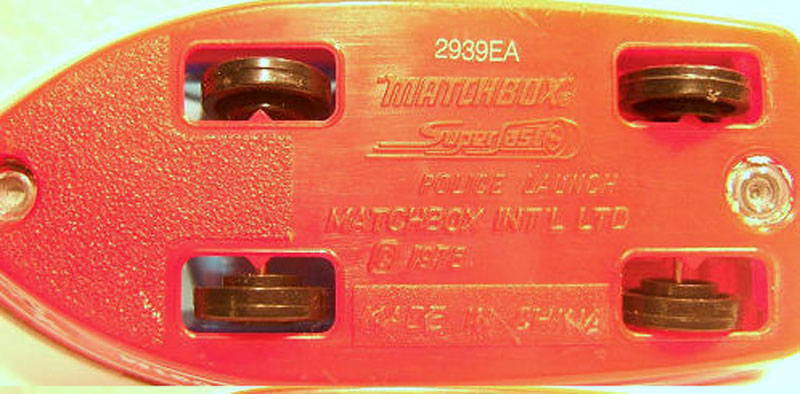 2939EA
"MATCHBOX"
Superfast
POLICE LAUNCH
MATCHBOX INT'L LTD
© 1976
MADE IN CHINA